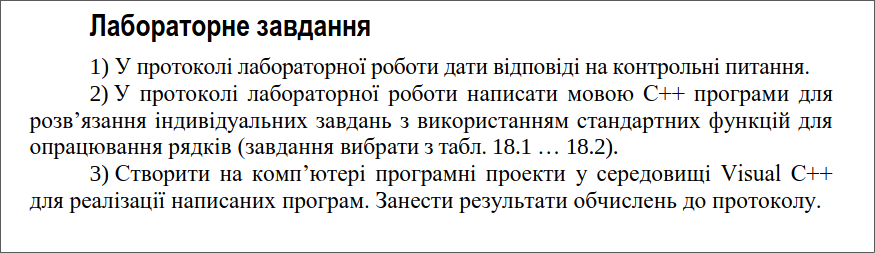 Лабораторне завдання
1) У протоколі лабораторної роботи дати відповіді на контрольні питання.
2) У протоколі лабораторної роботи написати мовою С++ програми для
розв’язання індивідуальних завдань з використанням стандартних функцій для
опрацювання рядків (завдання вибрати з табл. 18.1 … 18.2).
3) Створити на комп’ютері програмні проекти у середовищі Visual C++
для реалізації написаних програм. Занести результати обчислень до протоколу.